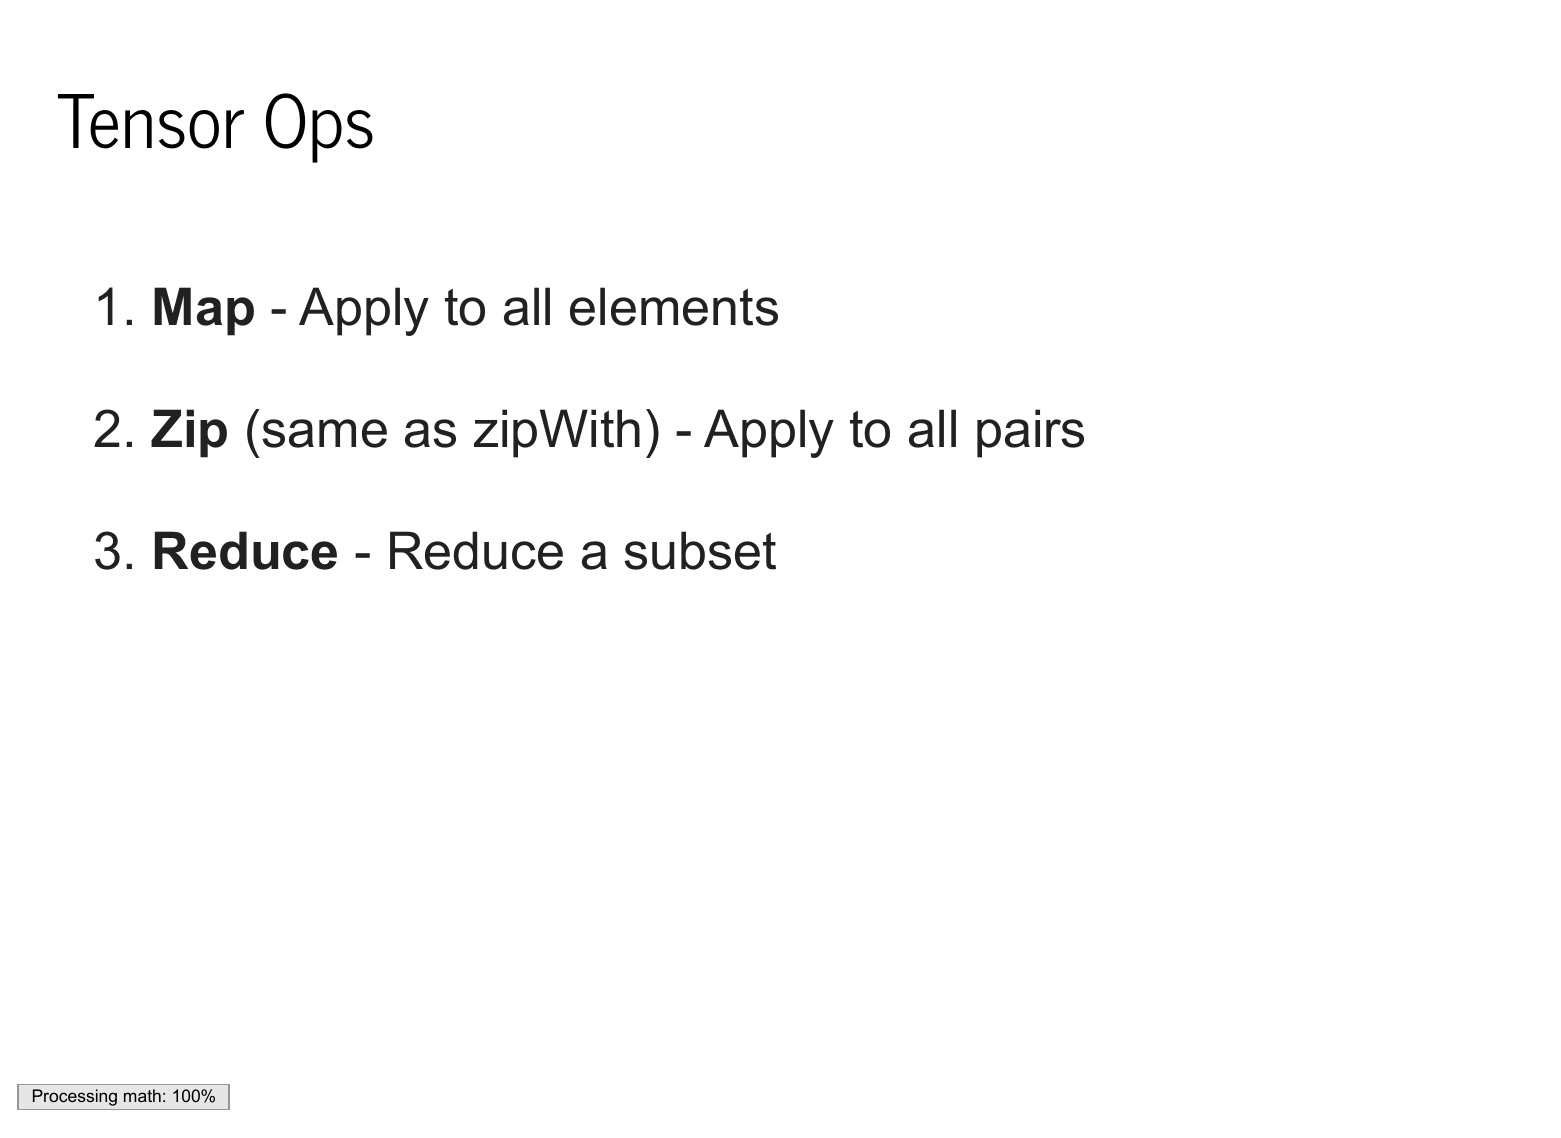 Tensor Ops
1. Map - Apply to all elements
2. Zip (same as zipWith) - Apply to all pairs
3. Reduce - Reduce a subset
Processing math: 100%